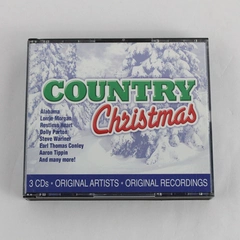 COUNTRY
Christmas
Alabama
Lorrie Morgan
Restless Heart
Dolly Parton
Steve Wariner
Earl Thomas Conley
Aaron Tippin
And many more!
3 CDs • ORIGINAL ARTISTS • ORIGINAL RECORDINGS